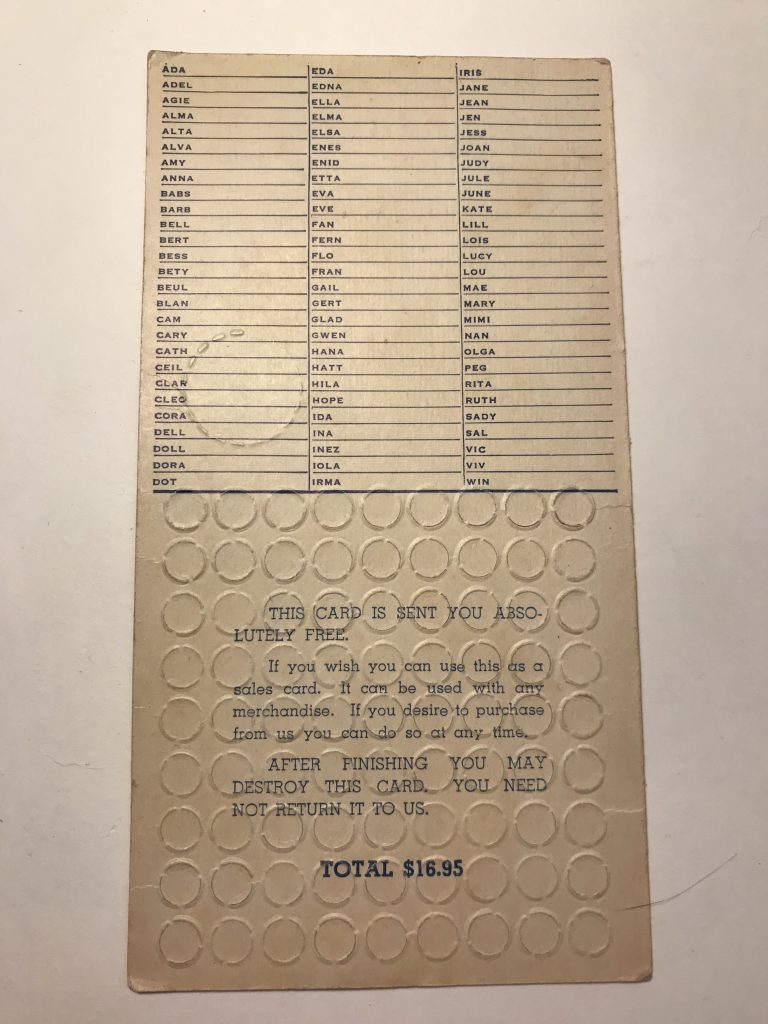 ADA EDA IRIS
ADEL EDNA JANE
AGIE ELLA JEAN
ALMA ELMA JEN
ALTA ELSA JESS
ALVA ENES JOAN
AMY ENID JUDY
ANNA ETTA JULE
BABS EVA JUNE
BARB EVE KATE
BELL FAN LILL
BERT FERN LOIS
BESS FLO LUCY
BETY FRAN LOU
BEUL GAIL MAE
BLAN GERT MARY
CAM GLAD MIMI
CARY GWEN NAN
CATH HANA OLGA
CEIL HATT PEG
CLAR HILA RITA
CLEO HOPE RUTH
CORA IDA SADY
DELL INA SAL
DOLL INEZ VIC
DORA IOLA VIV
DOT IRMA WIN
THIS CARD IS SENT YOU ABSO-
LUTELY FREE.
If you wish you can use this as a
sales card. It can be used with any
merchandise. If you desire to purchase
from us you can do so at any time.
AFTER FINISHING YOU MAY
DESTROY THIS CARD. YOU NEED
NOT RETURN IT TO US.
TOTAL $16.95